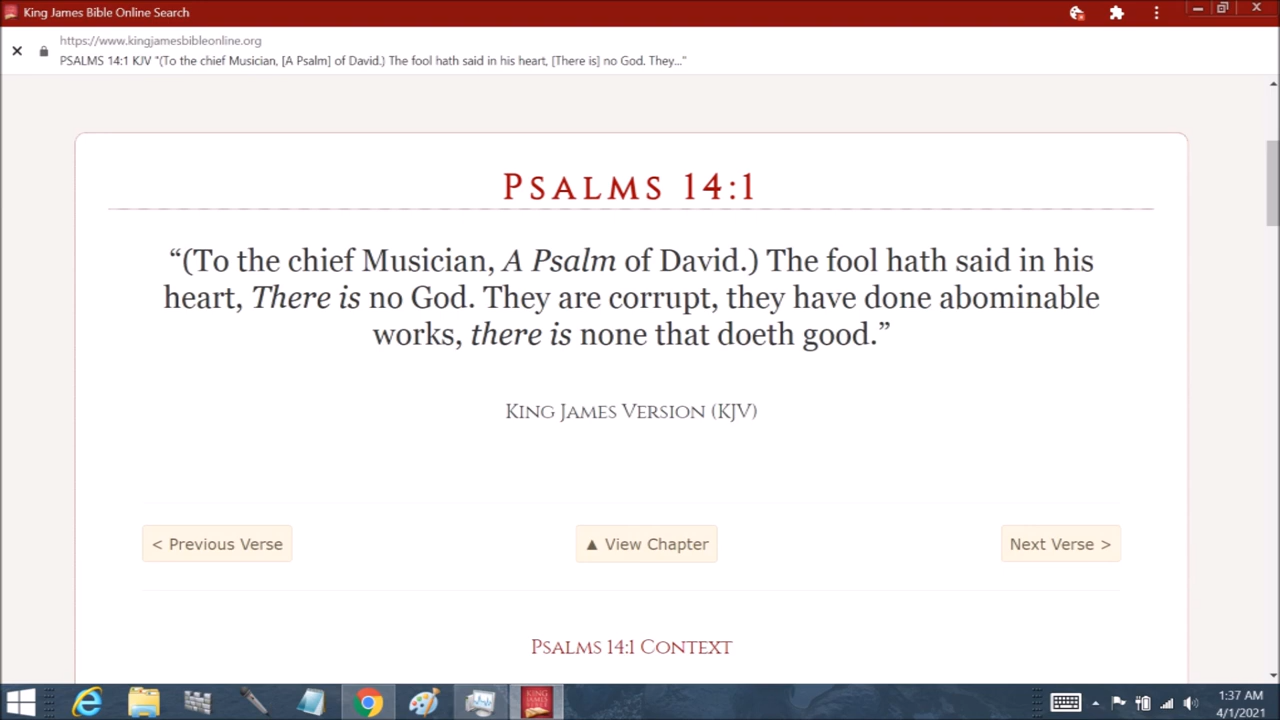 King James Bible Online Search
https://www.kingjamesbibleonline.org
PSALMS 14:1 KJV "(To the chief Musician, [A Psalm] of David.) The fool hath said in his heart, [There is] no God. They..."
PSALMS 14:1
“(To the chief Musician, A Psalm of David.) The fool hath said in his
heart, There is no God. They are corrupt, they have done abominable
works, there is none that doeth good.”
KING JAMES VERSION (KJV)
< Previous Verse
▲ View Chapter
Next Verse >
PSALMS 14:1 CONTEXT
KING JAMES BIBLE
1:37 AM
4/1/2021